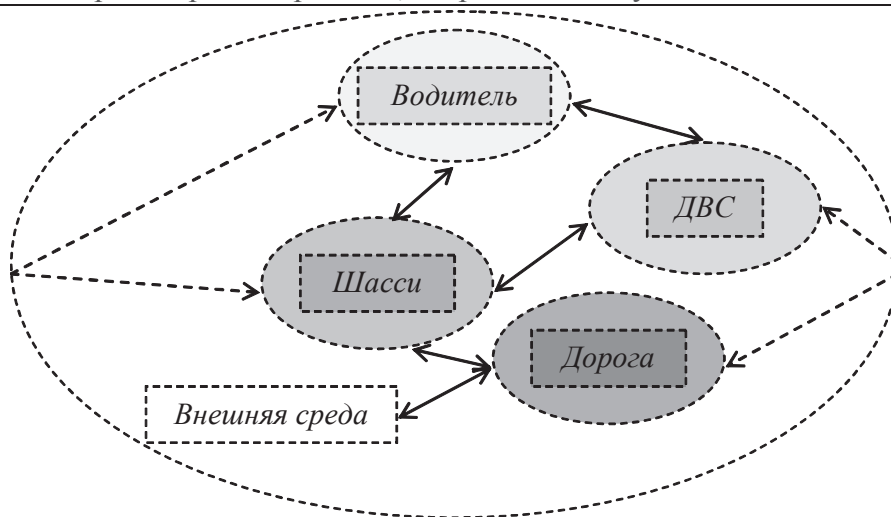 Водитель
ДВС
Шасси
Дорога
Внешняя среда